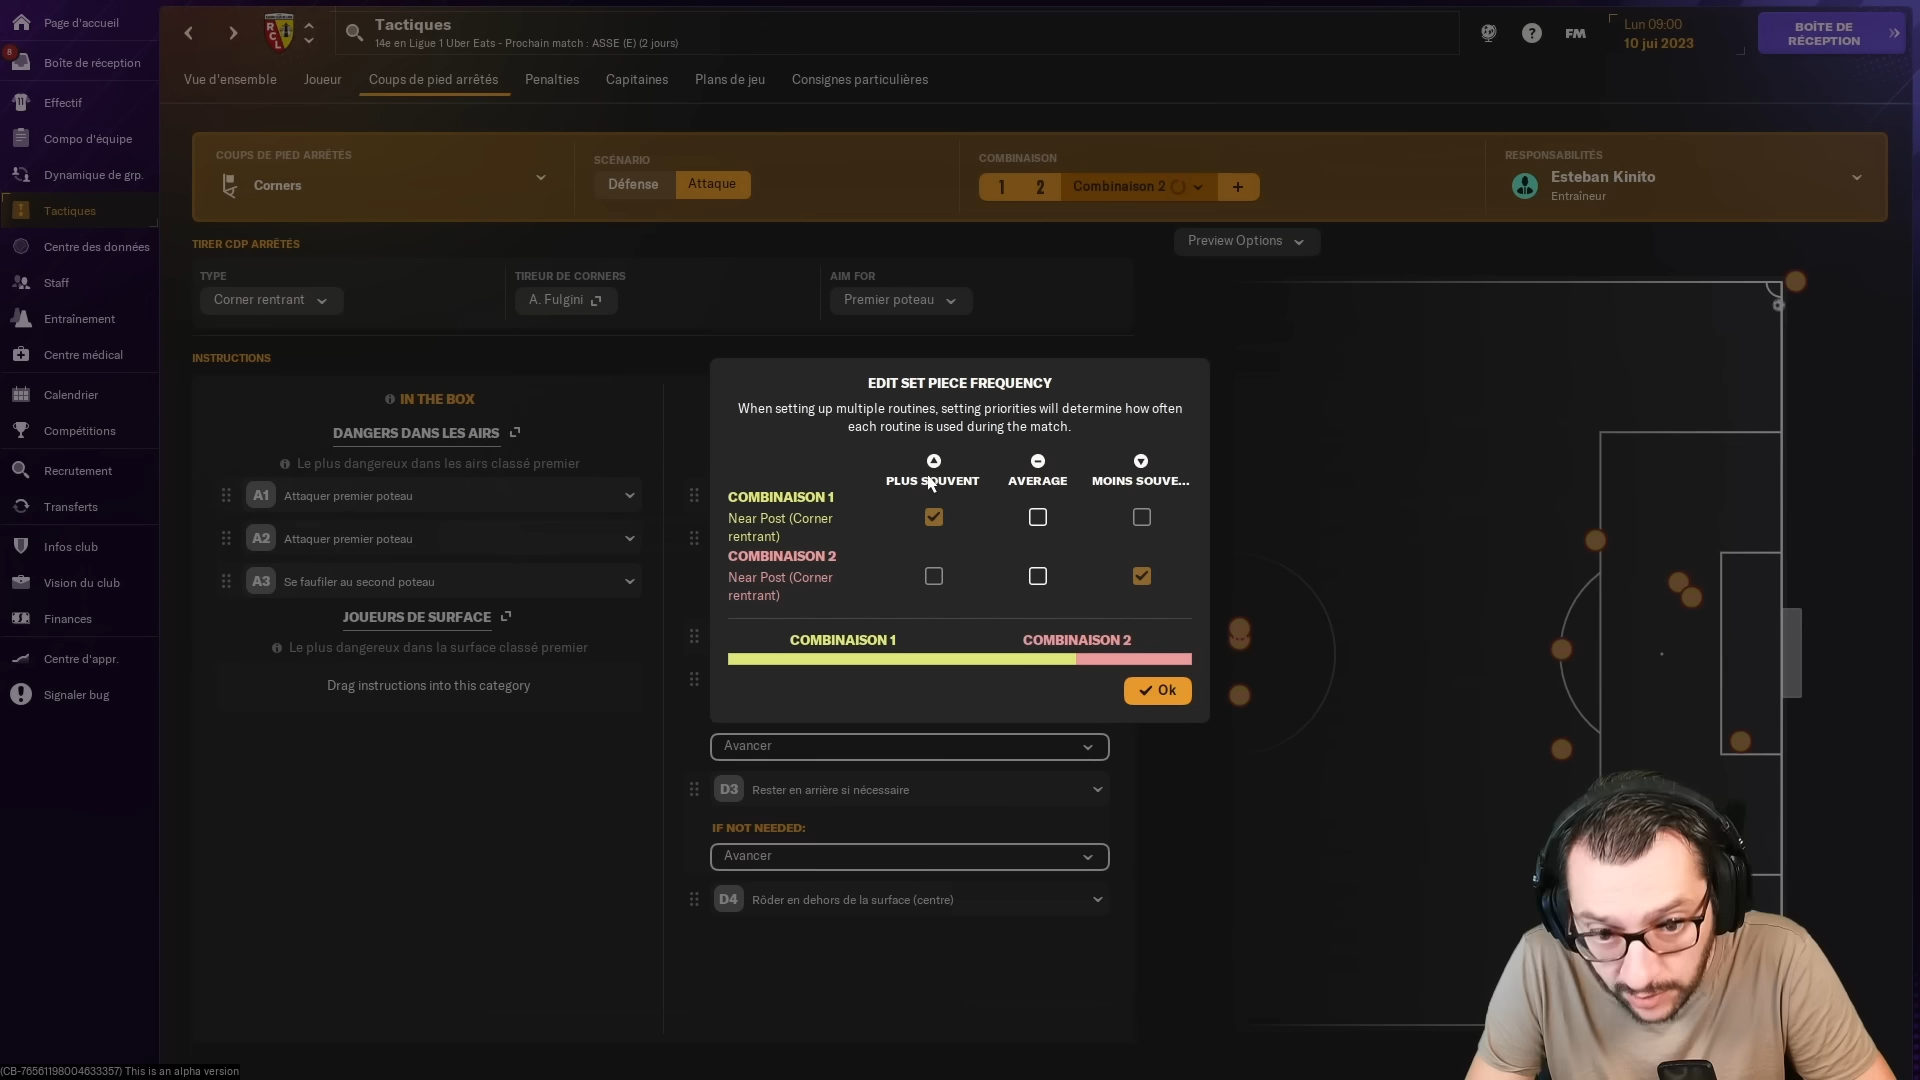 Page d'accueil
8
Boîte de réception
Effectif
Compo d'équipe
Dynamique de grp.
Tactiques
Centre des données
Staff
Entraînement
Centre médical
Calendrier
Compétitions
Recrutement
Transferts
Infos club
Vision du club
Finances
Centre d'appr.
Signaler bug
(CB-76561198004633357) This is an alpha version
RCL
Tactiques
14e en Ligue 1 Uber Eats - Prochain match : ASSE (E) (2 jours)
FM
Lun 09:00
10 jui 2023
BOÎTE DE
RÉCEPTION
Vue d'ensemble
Joueur
Coups de pied arrêtés
Penalties
Capitaines
Plans de jeu
Consignes particulières
COUPS DE PIED ARRÊTÉS
Corners
SCÉNARIO
Défense
Attaque
COMBINAISON
1 2 Combinaison 2 +
RESPONSABILITÉS
Esteban Kinito
Entraîneur
TIRER CDP ARRÊTÉS
Preview Options
TYPE
Corner rentrant
TIREUR DE CORNERS
A. Fulgini
AIM FOR
Premier poteau
INSTRUCTIONS
IN THE BOX
DANGERS DANS LES AIRS
Le plus dangereux dans les airs classé premier
A1 Attaquer premier poteau
A2 Attaquer premier poteau
A3 Se faufiler au second poteau
JOUEURS DE SURFACE
Le plus dangereux dans la surface classé premier
Drag instructions into this category
EDIT SET PIECE FREQUENCY
When setting up multiple routines, setting priorities will determine how often
each routine is used during the match.
PLUS SOUVENT AVERAGE MOINS SOUVE...
COMBINAISON 1
Near Post (Corner
rentrant)
COMBINAISON 2
Near Post (Corner
rentrant)
COMBINAISON 1 COMBINAISON 2
Ok
Avancer
D3 Rester en arrière si nécessaire
IF NOT NEEDED:
Avancer
D4 Rôder en dehors de la surface (centre)